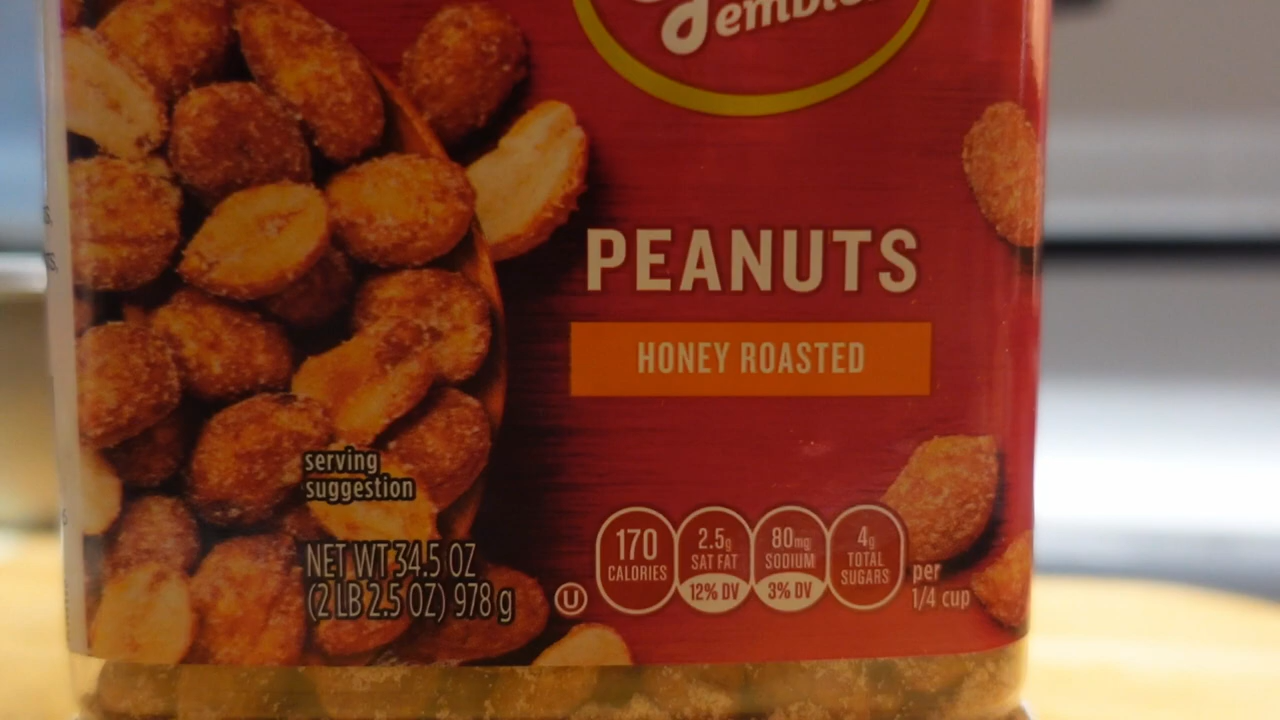 PEANUTS
HONEY ROASTED
serving
suggestion
NET WT 34.5 OZ
(2 LB 2.5 OZ) 978 g
U
170
CALORIES
2.5g
SAT FAT
12% DV
80mg
SODIUM
3% DV
4g
TOTAL
SUGARS
per
1/4 cup